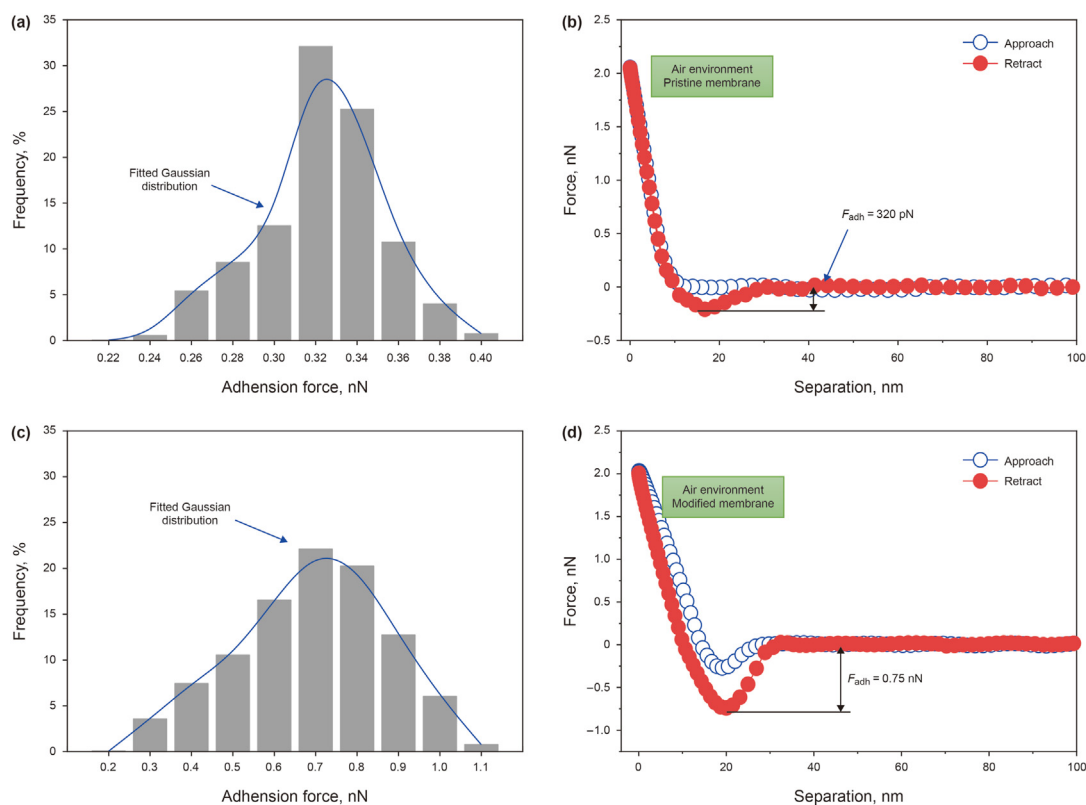 (a)
35
30
25
20
15
10
5
0
Frequency, %
Fitted Gaussian
distribution
0.22 0.24 0.26 0.28 0.30 0.32 0.34 0.36 0.38 0.40
Adhension force, nN
(b)
2.5
2.0
1.5
1.0
0.5
0
–0.5
Force, nN
Air environment
Pristine membrane
Approach
Retract
Fadh = 320 pN
0 20 40 60 80 100
Separation, nm
(c)
35
30
25
20
15
10
5
0
Frequency, %
Fitted Gaussian
distribution
0.2 0.3 0.4 0.5 0.6 0.7 0.8 0.9 1.0 1.1
Adhension force, nN
(d)
2.5
2.0
1.5
1.0
0.5
0
–0.5
–1.0
Force, nN
Air environment
Modified membrane
Approach
Retract
Fadh = 0.75 nN
0 20 40 60 80 100
Separation, nm